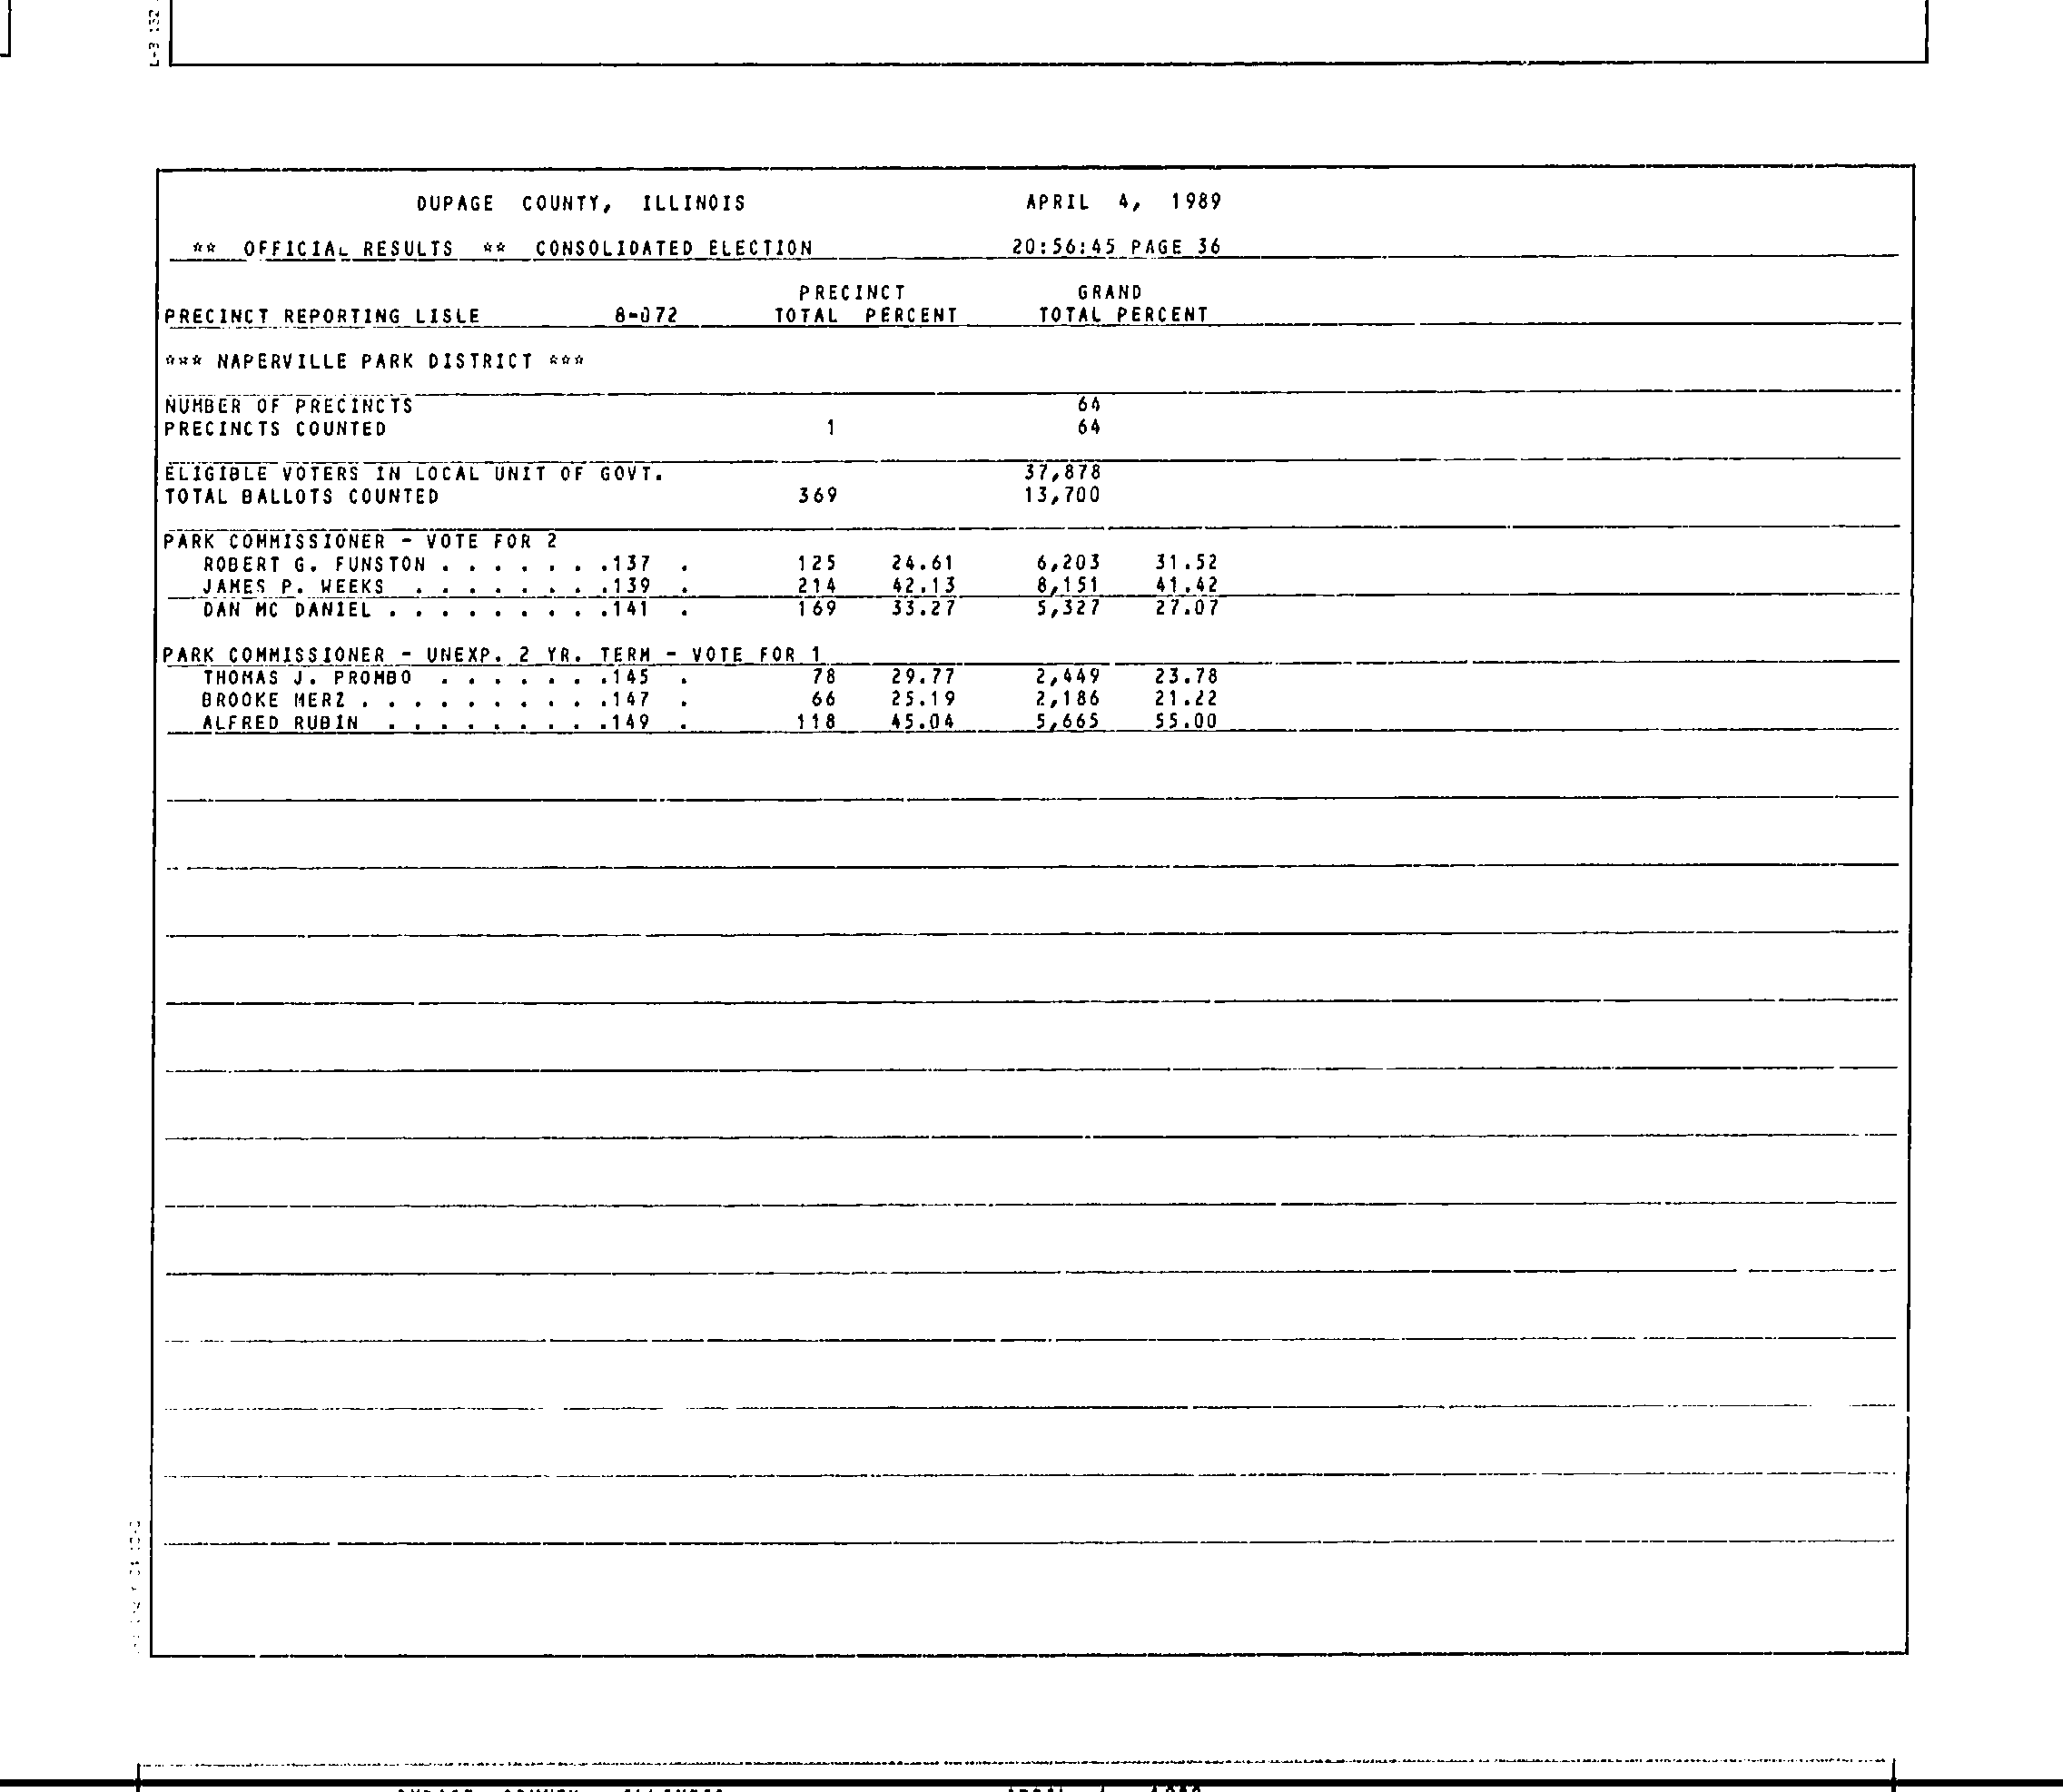 DUPAGE COUNTY, ILLINOIS APRIL 4, 1989
** OFFICIAL RESULTS ** CONSOLIDATED ELECTION 20:56:45 PAGE 36
PRECINCT GRAND
PRECINCT REPORTING LISLE 8-072 TOTAL PERCENT TOTAL PERCENT
*** NAPERVILLE PARK DISTRICT ***
NUMBER OF PRECINCTS 64
PRECINCTS COUNTED 1 64
ELIGIBLE VOTERS IN LOCAL UNIT OF GOVT. 37,878
TOTAL BALLOTS COUNTED 369 13,700
PARK COMMISSIONER - VOTE FOR 2
ROBERT G. FUNSTON . . . . . . .137 . 125 24.61 6,203 31.52
JAMES P. WEEKS . . . . . . . .139 . 214 42.13 8,151 41.42
DAN MC DANIEL . . . . . . . . .141 . 169 33.27 5,327 27.07
PARK COMMISSIONER - UNEXP. 2 YR. TERM - VOTE FOR 1
THOMAS J. PROMBO . . . . . . .145 . 78 29.77 2,449 23.78
BROOKE MERZ . . . . . . . . . .147 . 66 25.19 2,186 21.22
ALFRED RUBIN . . . . . . . . .149 . 118 45.04 5,665 55.00